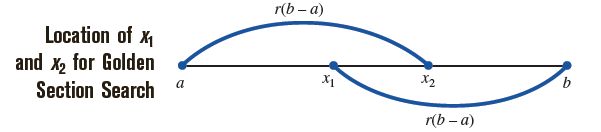 r(b – a)
Location of x₁
and x₂ for Golden
Section Search
a
x₁
x₂
b
r(b – a)